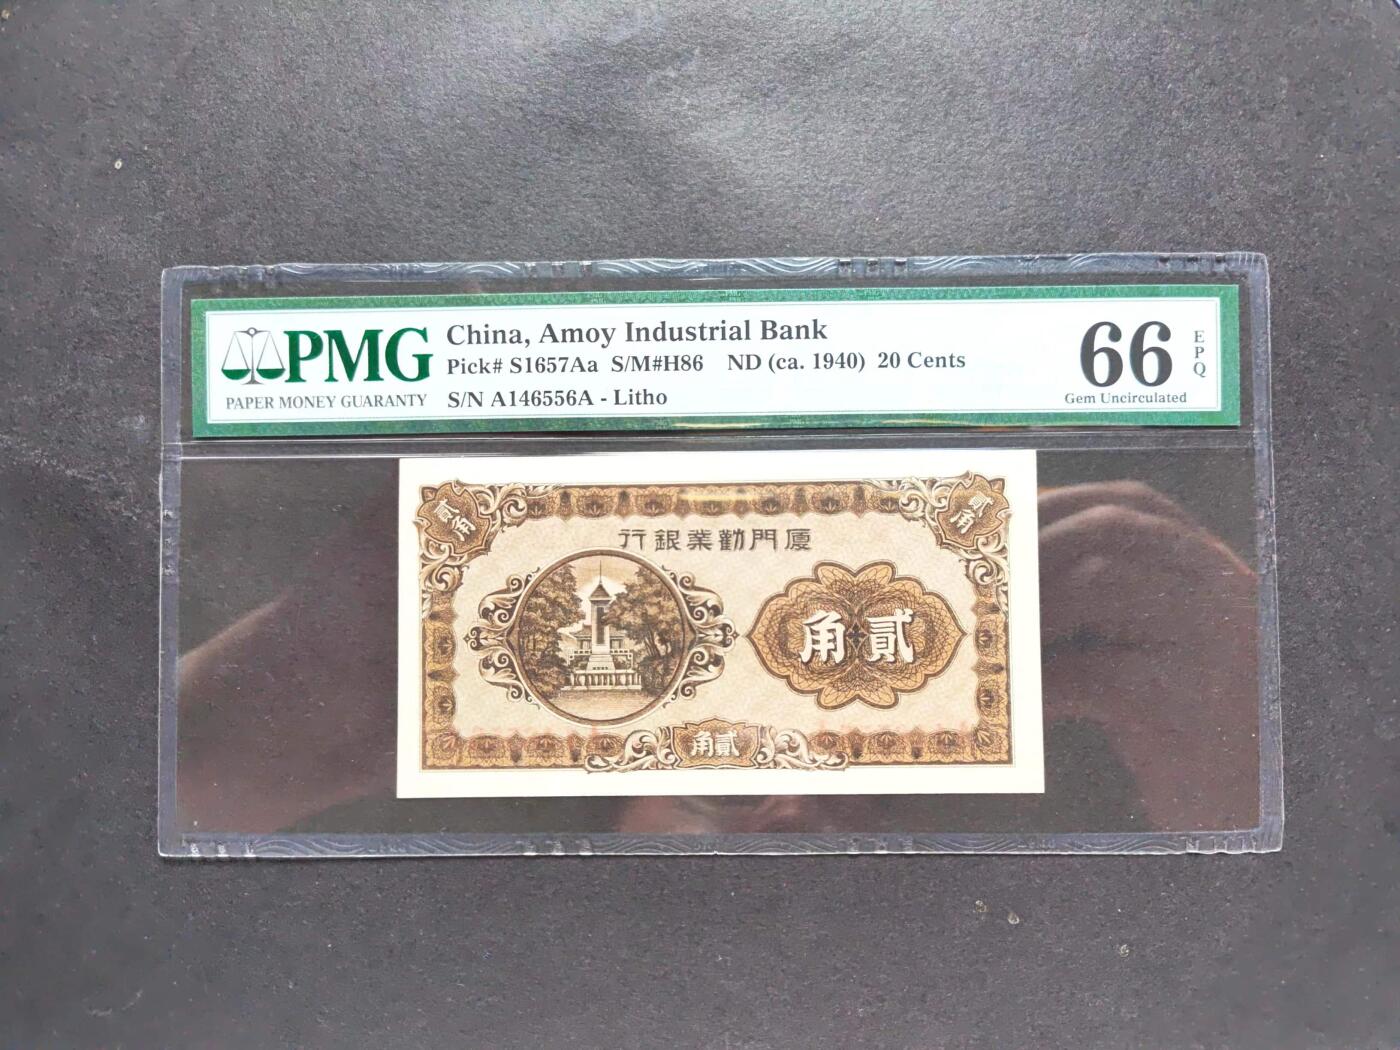 PMG
PAPER MONEY GUARANTY
China, Amoy Industrial Bank
Pick# S1657Aa S/M#H86 ND (ca. 1940) 20 Cents
S/N A146556A - Litho
66
EPQ
Gem Uncirculated
貳角
貳角
行銀業勸門厦
角貳
角貳